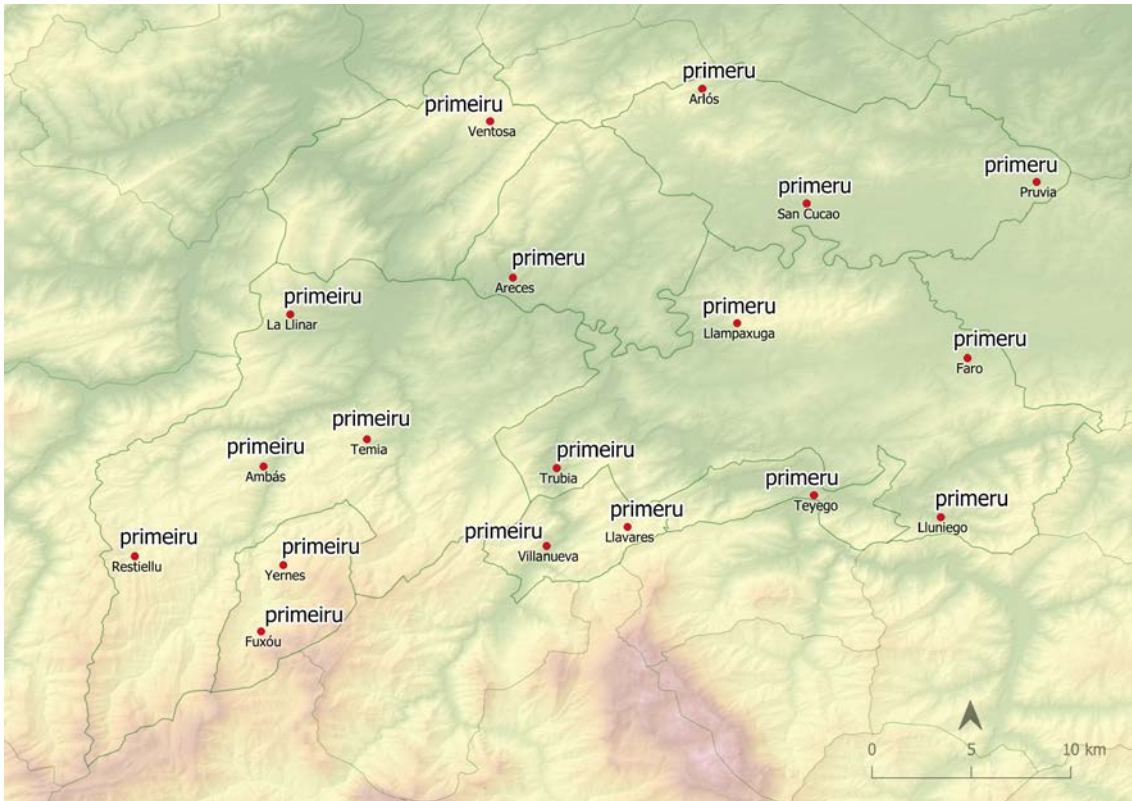 primeru
Arlós
primeiru
Ventosa
primeru
Pruvia
primeru
San Cucao
primeru
Areces
primeiru
La Llinar
primeru
Llampaxuga
primeru
Faro
primeiru
Temia
primeiru
Ambás
primeiru
Trubia
primeru
Teyego
primeru
Lluniego
primeru
Llavares
primeiru
Villanueva
primeiru
Restiellu
primeiru
Yernes
primeiru
Fuxóu
0 5 10 km